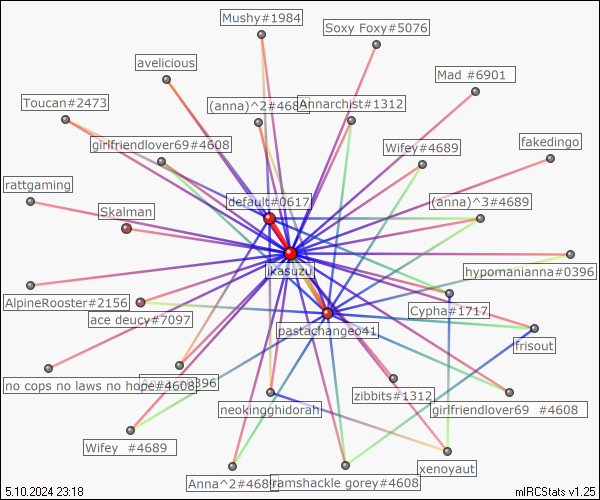 Mushy#1984
Soxy Foxy#5076
avelicious
Mad #6901
Toucan#2473
(anna)^2#468
Annarchist#1312
girlfriendlover69#4608
Wifey#4689
fakedingo
rattgaming
default#0617
(anna)^3#4689
Skalman
ikasuzu
hypomanianna#0396
AlpineRooster#2156
ace deucy#7097
Cypha#1717
pastachangeo41
frisout
no cops no laws no hope#4608
0396
zibbits#1312
neokingghidorah
girlfriendlover69 #4608
Wifey #4689
xenoyaut
Anna^2#4689
ramshackle gorey#4608
5.10.2024 23:18
mIRCStats v1.25